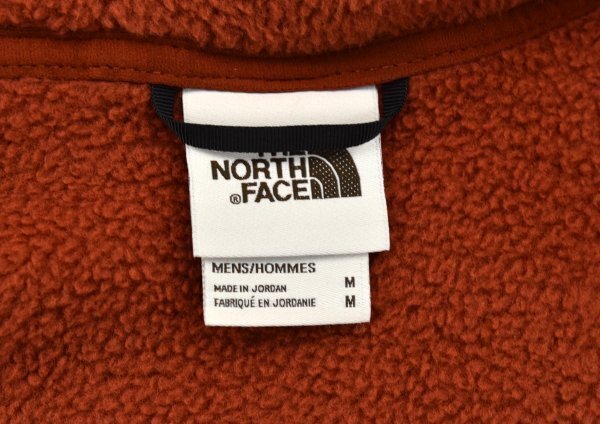 THE
NORTH
®FACE
MENS/HOMMES
MADE IN JORDAN M
FABRIQUÉ EN JORDANIE M